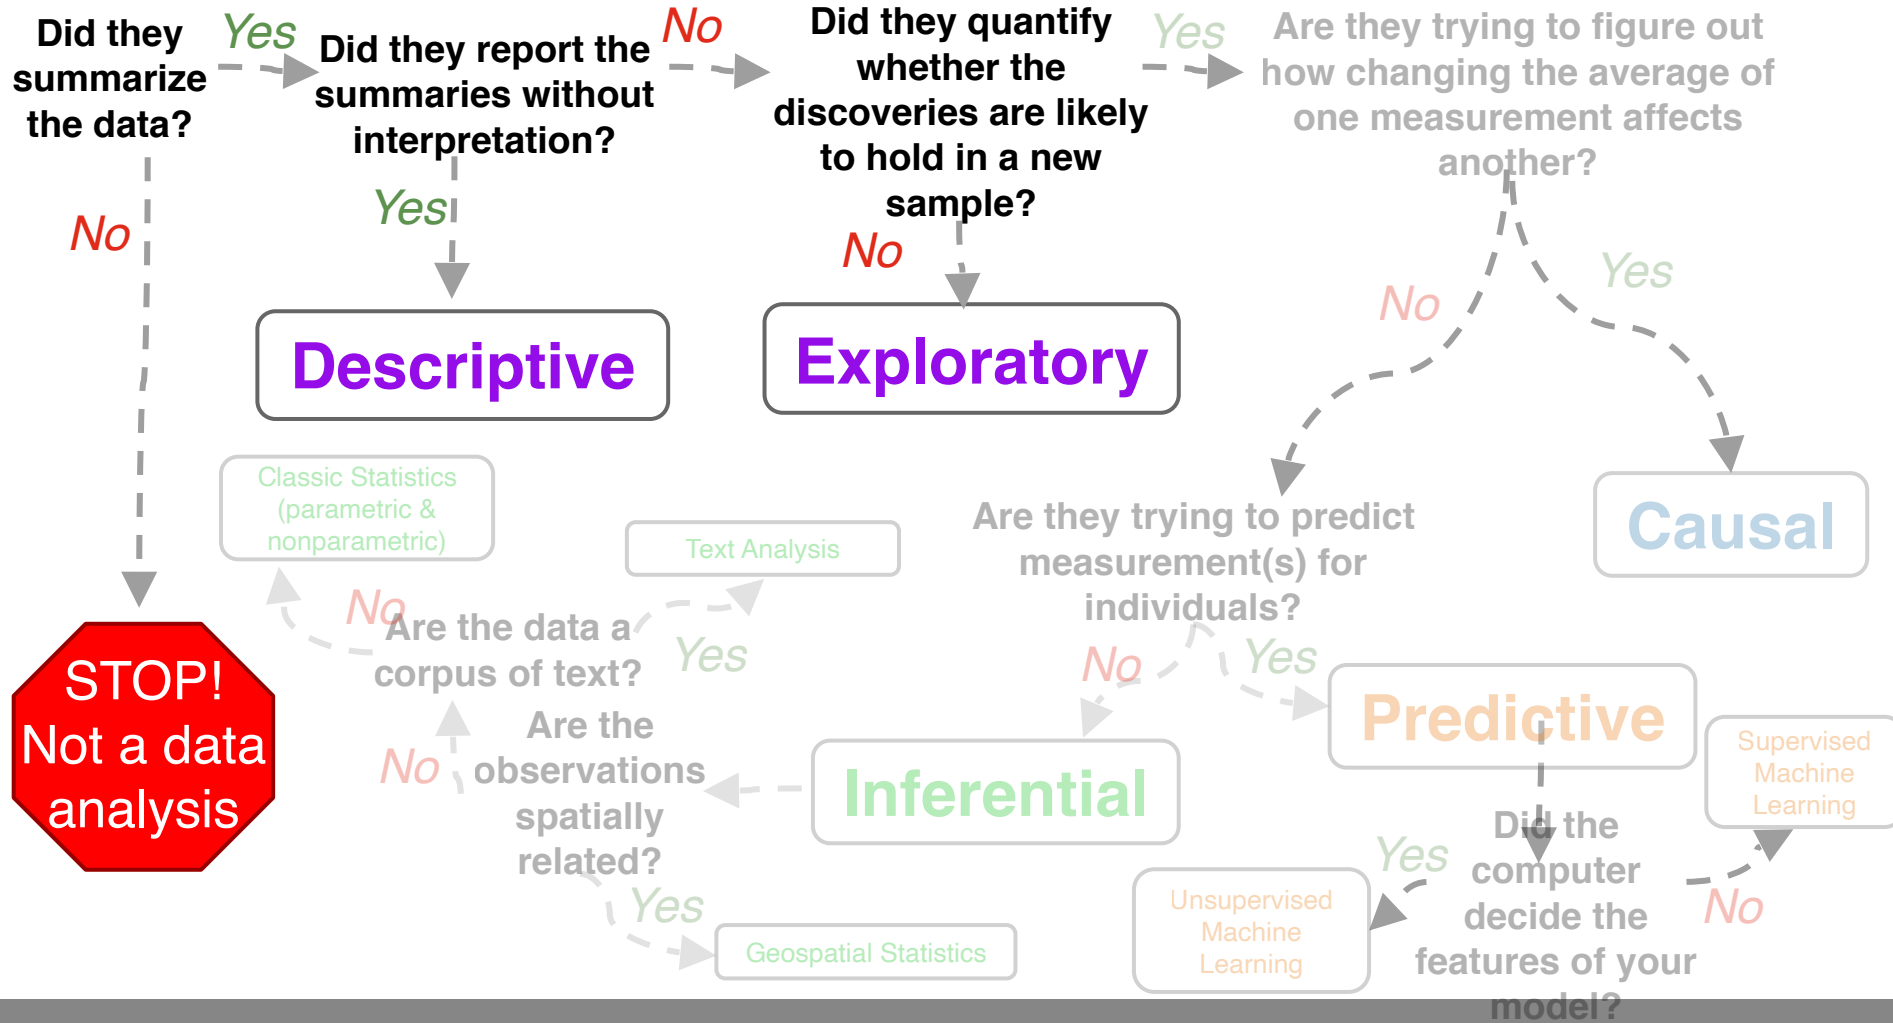 Did they
summarize
the data?
Yes
No
STOP!
Not a data
analysis
Did they report the
summaries without
interpretation?
Yes
Descriptive
No
Did they quantify
whether the
discoveries are likely
to hold in a new
sample?
No
Exploratory
Yes
Are they trying to figure out
how changing the average of
one measurement affects
another?
Yes
Causal
No
Are they trying to predict
measurement(s) for
individuals?
No
Inferential
Yes
Predictive
Did the
computer
decide the
features of your
model?
Yes
Unsupervised
Machine
Learning
No
Supervised
Machine
Learning
Are the
observations
spatially
related?
Yes
Geospatial Statistics
No
Are the data a
corpus of text?
Yes
Text Analysis
No
Classic Statistics
(parametric &
nonparametric)